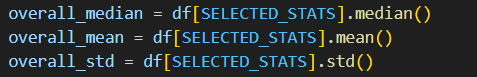 overall_median = df[SELECTED_STATS].median()
overall_mean = df[SELECTED_STATS].mean()
overall_std = df[SELECTED_STATS].std()